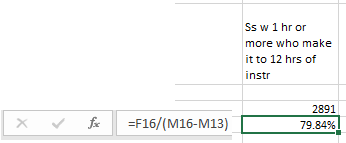 Ss w 1 hr or
more who make
it to 12 hrs of
instr
2891
fx =F16/(M16-M13)
79.84%